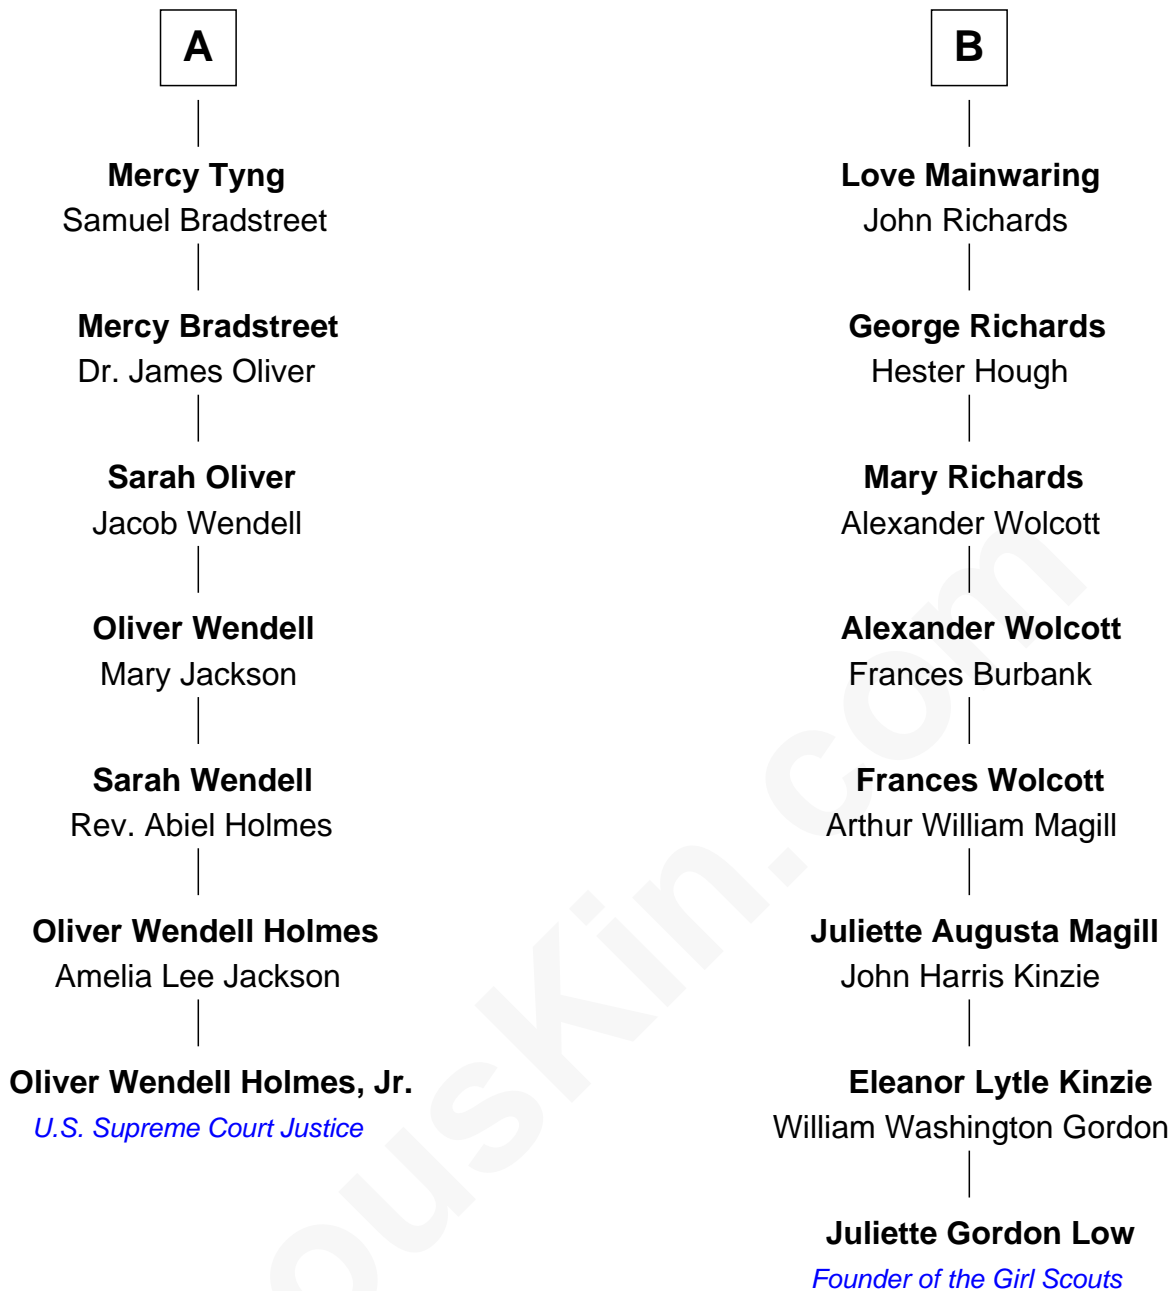 A
Mercy Tyng
Samuel Bradstreet
Mercy Bradstreet
Dr. James Oliver
Sarah Oliver
Jacob Wendell
Oliver Wendell
Mary Jackson
Sarah Wendell
Rev. Abiel Holmes
Oliver Wendell Holmes
Amelia Lee Jackson
Oliver Wendell Holmes, Jr.
U.S. Supreme Court Justice
B
Love Mainwaring
John Richards
George Richards
Hester Hough
Mary Richards
Alexander Wolcott
Alexander Wolcott
Frances Burbank
Frances Wolcott
Arthur William Magill
Juliette Augusta Magill
John Harris Kinzie
Eleanor Lytle Kinzie
William Washington Gordon
Juliette Gordon Low
Founder of the Girl Scouts
ousKin.com